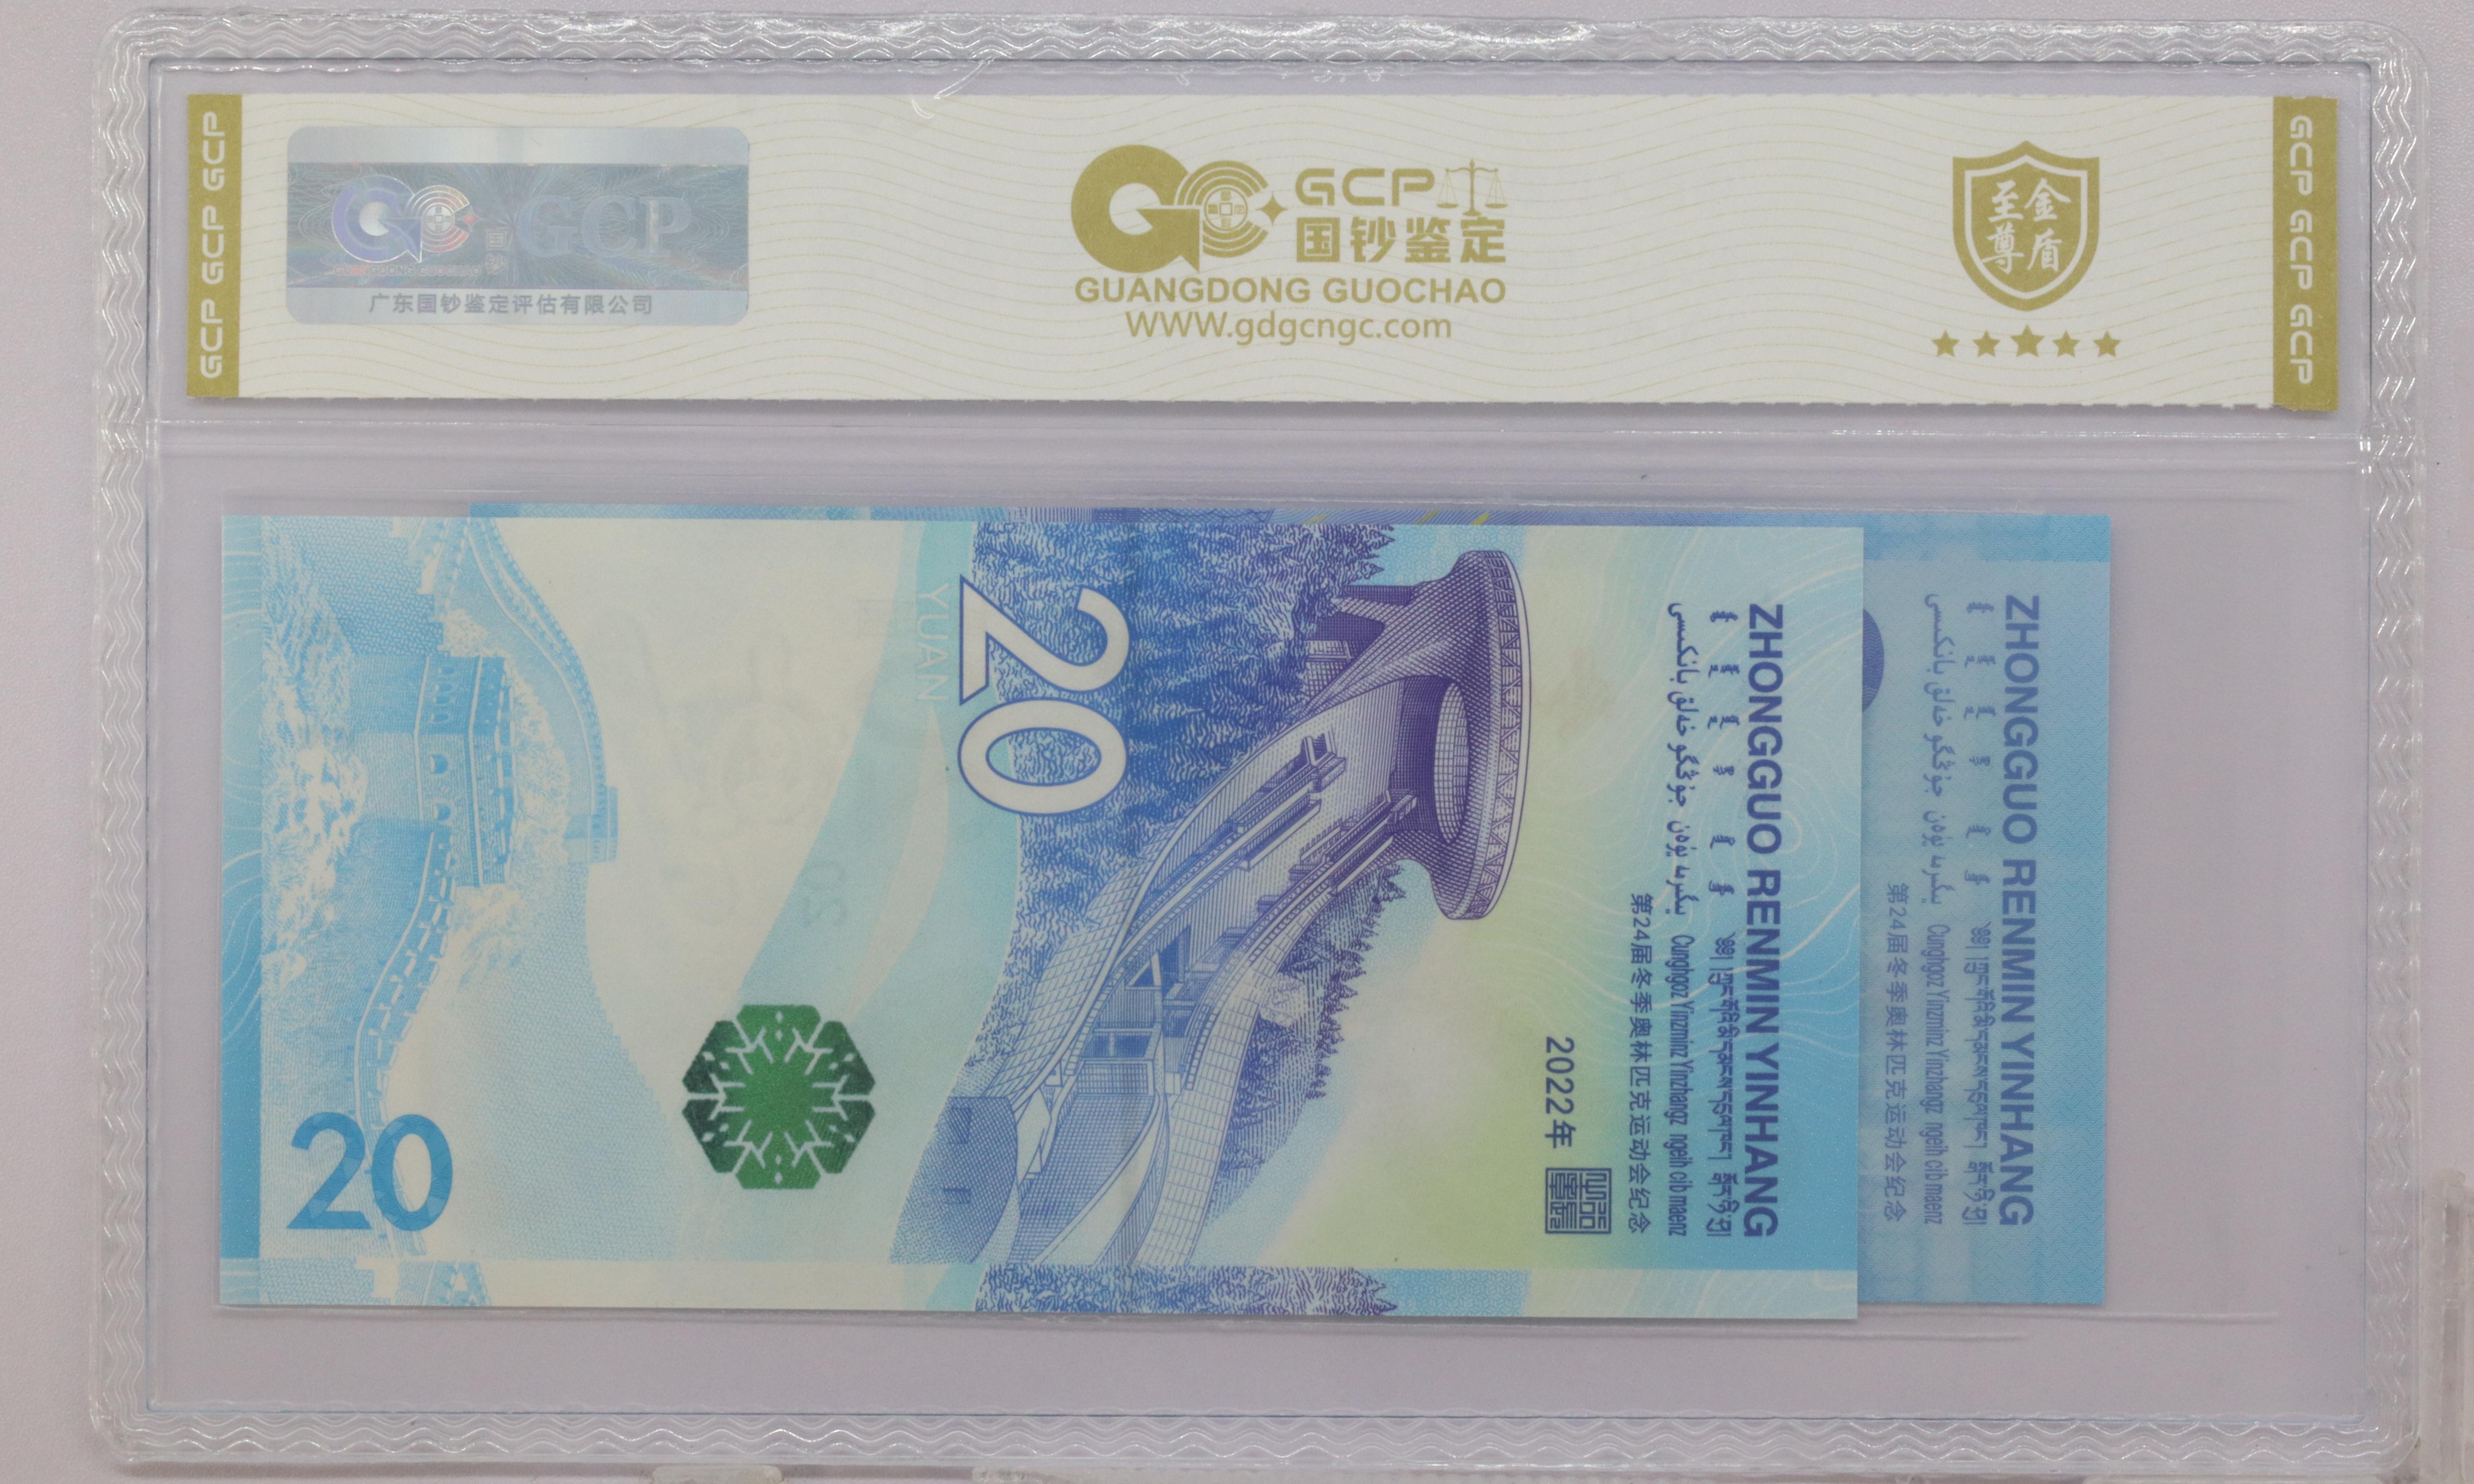 GCP GCP GCP
GCP
广东国钞鉴定评估有限公司
GCP
国钞鉴定
GUANGDONG GUOCHAO
WWW.gdgcngc.com
至金
尊盾
GCP GCP GCP
ZHONGGUO RENMIN YINHANG
Cunghgoz Yinzminz Yinzhangz ngeih cib maenz
第24届冬季奥林匹克运动会纪念
2022年
20
YUAN
20
ZHONGGUO RENMIN YINHANG
Cunghgoz Yinzminz Yinzhangz ngeih cib maenz
第24届冬季奥林匹克运动会纪念